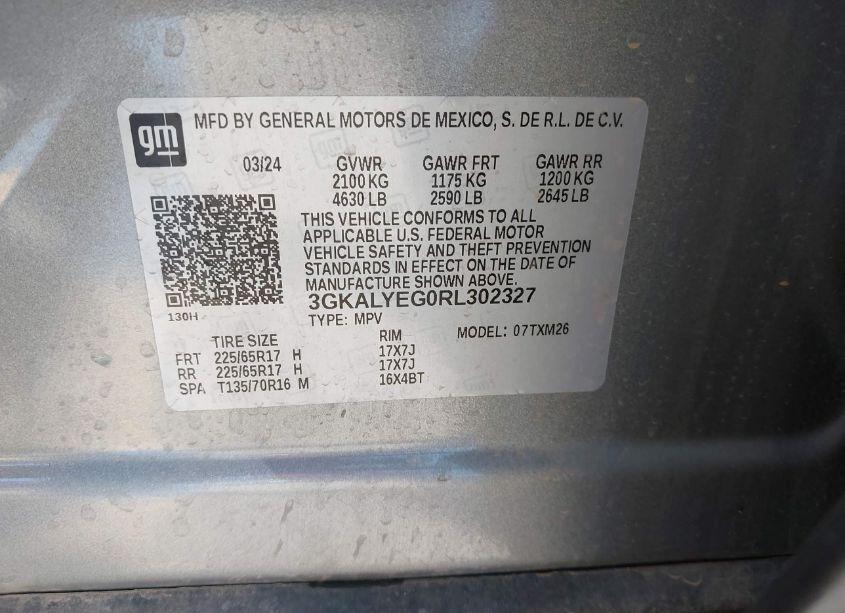 gm
MFD BY GENERAL MOTORS DE MEXICO, S. DE R.L. DE C.V.
03/24 GVWR GAWR FRT GAWR RR
2100 KG 1175 KG 1200 KG
4630 LB 2590 LB 2645 LB
THIS VEHICLE CONFORMS TO ALL
APPLICABLE U.S. FEDERAL MOTOR
VEHICLE SAFETY AND THEFT PREVENTION
STANDARDS IN EFFECT ON THE DATE OF
MANUFACTURE SHOWN ABOVE.
3GKALYEG0RL302327
130H
TYPE: MPV MODEL: 07TXM26
TIRE SIZE RIM
FRT 225/65R17 H 17X7J
RR 225/65R17 H 17X7J
SPA T135/70R16 M 16X4BT